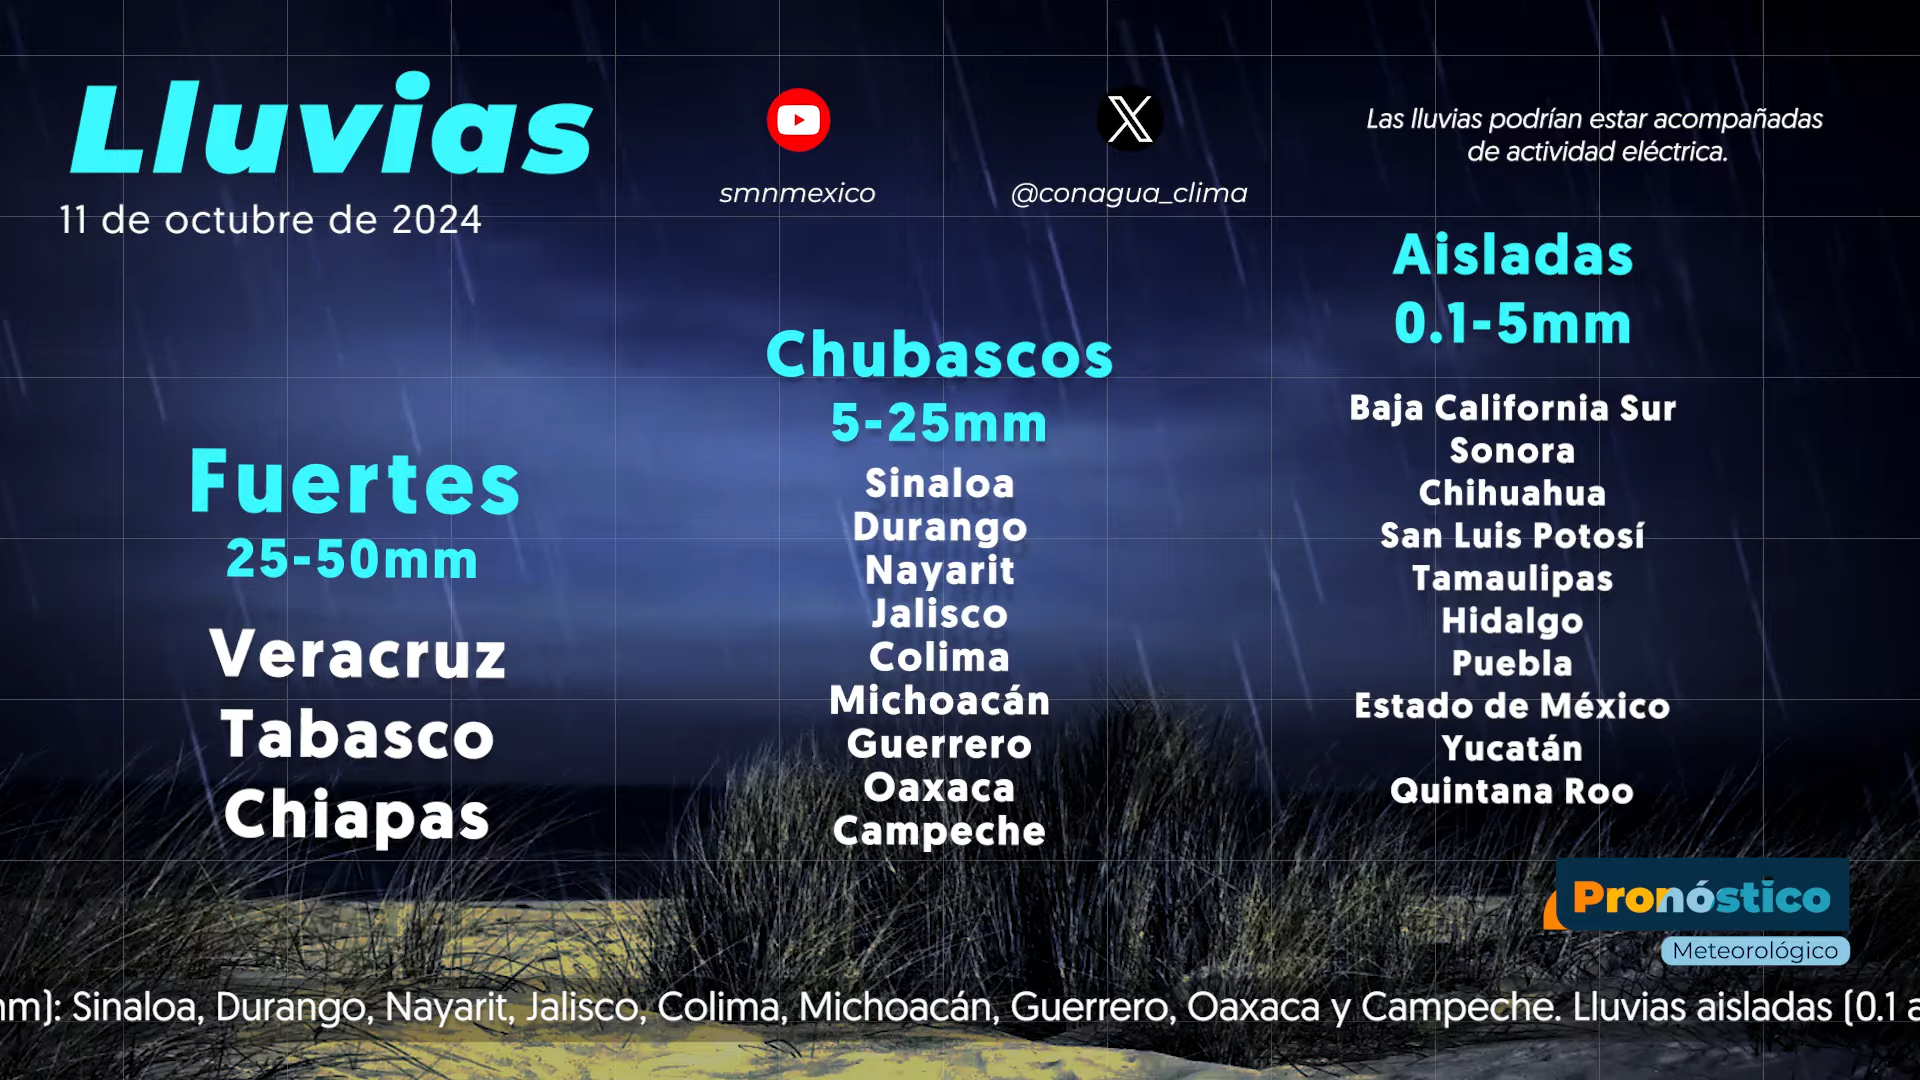 Lluvias
11 de octubre de 2024
smnmexico
@conagua_clima
Las lluvias podrían estar acompañadas
de actividad eléctrica.
Fuertes
25-50mm
Veracruz
Tabasco
Chiapas
Chubascos
5-25mm
Sinaloa
Durango
Nayarit
Jalisco
Colima
Michoacán
Guerrero
Oaxaca
Campeche
Aisladas
0.1-5mm
Baja California Sur
Sonora
Chihuahua
San Luis Potosí
Tamaulipas
Hidalgo
Puebla
Estado de México
Yucatán
Quintana Roo
Pronóstico
Meteorológico
mm): Sinaloa, Durango, Nayarit, Jalisco, Colima, Michoacán, Guerrero, Oaxaca y Campeche. Lluvias aisladas (0.1 a